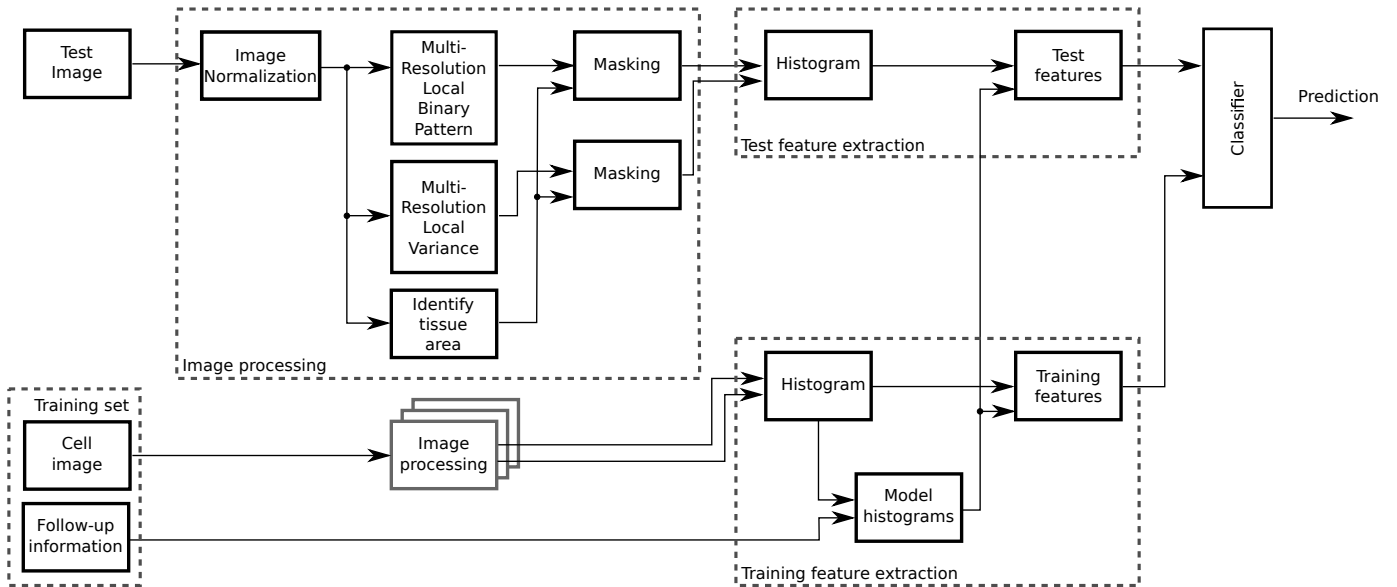 Test
Image
Image
Normalization
Multi-
Resolution
Local
Binary
Pattern
Multi-
Resolution
Local
Variance
Identify
tissue
area
Masking
Masking
Image processing
Histogram
Test
features
Test feature extraction
Classifier
Prediction
Training set
Cell
image
Follow-up
information
Image
processing
Histogram
Training
features
Model
histograms
Training feature extraction